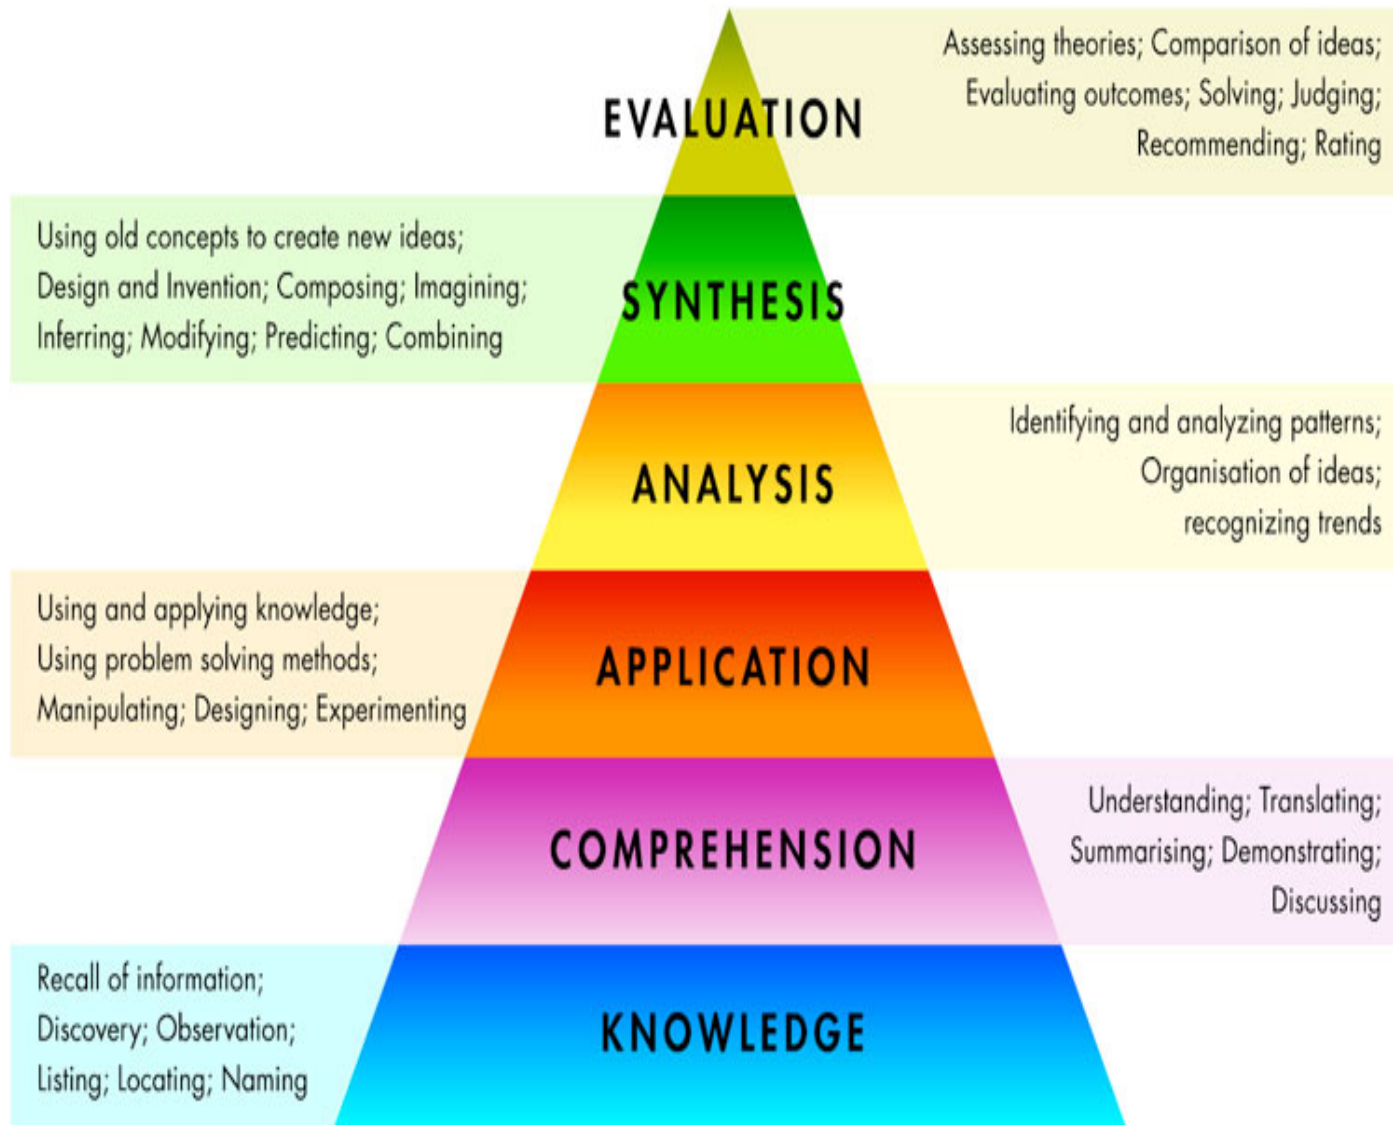 Assessing theories; Comparison of ideas;
Evaluating outcomes; Solving; Judging;
Recommending; Rating
EVALUATION
Using old concepts to create new ideas;
Design and Invention; Composing; Imagining;
Inferring; Modifying; Predicting; Combining
SYNTHESIS
Identifying and analyzing patterns;
Organisation of ideas;
recognizing trends
ANALYSIS
Using and applying knowledge;
Using problem solving methods;
Manipulating; Designing; Experimenting
APPLICATION
Understanding; Translating;
Summarising; Demonstrating;
Discussing
COMPREHENSION
Recall of information;
Discovery; Observation;
Listing; Locating; Naming
KNOWLEDGE